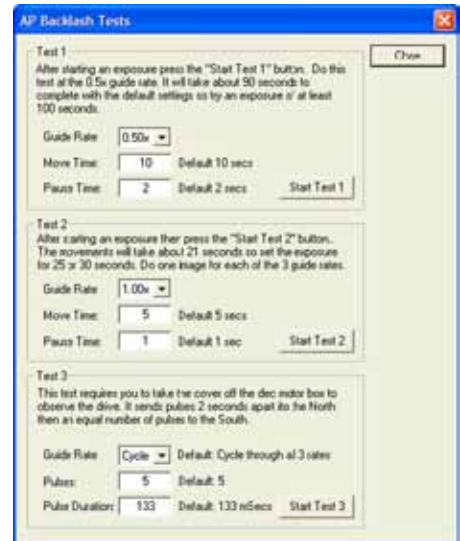 AP Backlash Tests
Close
Test 1
After starting an exposure press the "Start Test 1" button. Do this
test at the 0.5x guide rate. It will take about 90 seconds to
complete with the default settings so try an exposure of at least
100 seconds.
Guide Rate 0.50x
Move Time: 10 Default 10 secs
Pause Time: 2 Default 2 secs Start Test 1
Test 2
After starting an exposure then press the "Start Test 2" button.
The movements will take about 21 seconds so set the exposure
for 25 or 30 seconds. Do one image for each of the 3 guide rates.
Guide Rate 1.00x
Move Time: 5 Default 5 secs
Pause Time: 1 Default 1 sec Start Test 2
Test 3
This test requires you to take the cover off the dec motor box to
observe the drive. It sends pulses 2 seconds apart to the North
then an equal number of pulses to the South.
Guide Rate Cycle Default: Cycle through all 3 rates
Pulses: 5 Default: 5
Pulse Duration: 133 Default: 133 mSecs Start Test 3